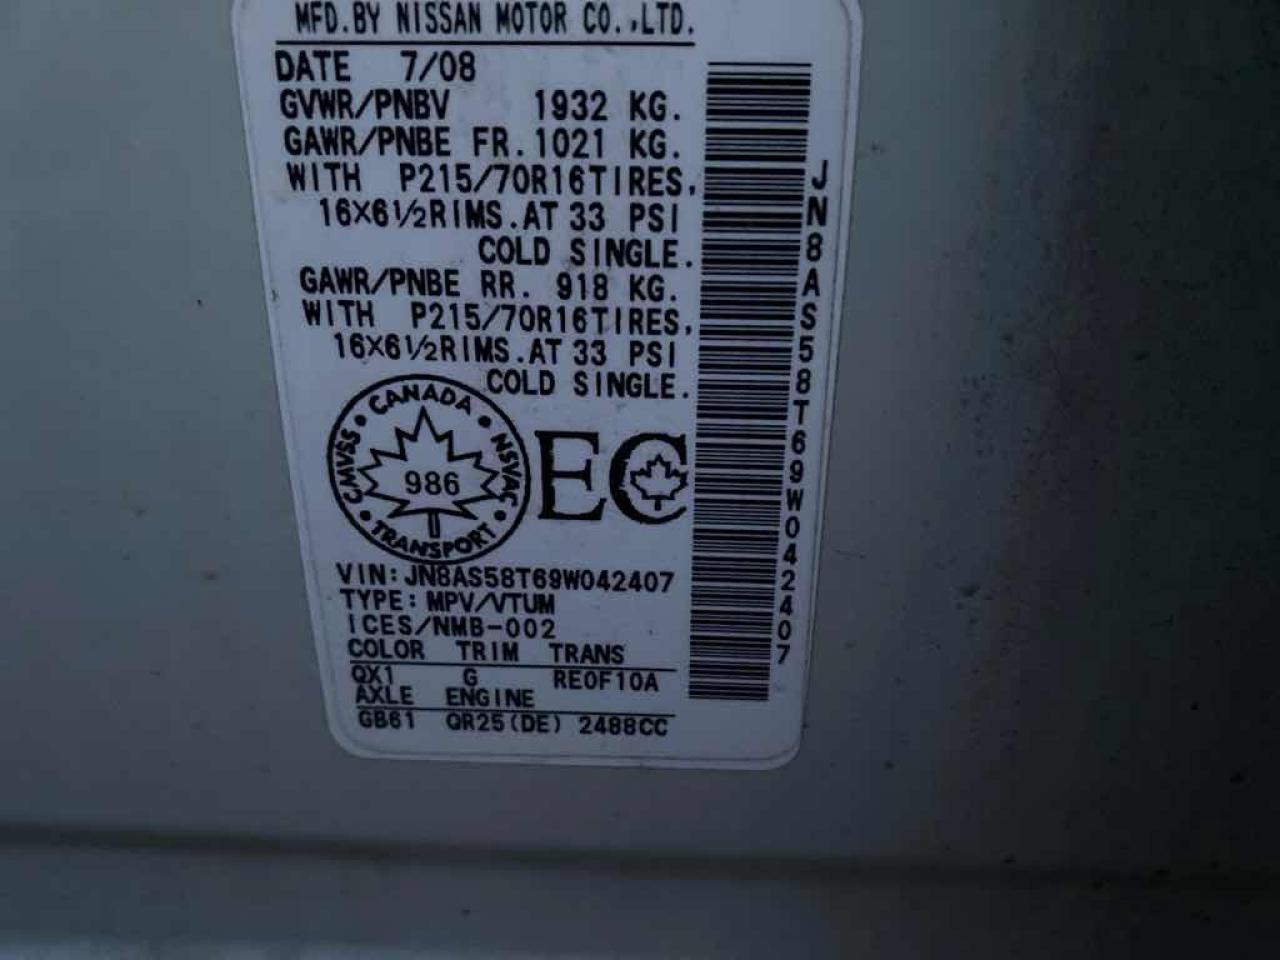 MFD.BY NISSAN MOTOR CO.,LTD.
DATE 7/08
GVWR/PNBV 1932 KG.
GAWR/PNBE FR. 1021 KG.
WITH P215/70R16TIRES,
16X6½RIMS.AT 33 PSI
COLD SINGLE.
GAWR/PNBE RR. 918 KG.
WITH P215/70R16TIRES,
16X6½RIMS.AT 33 PSI
COLD SINGLE.
CANADA
CMVSS
NSVAC
986
TRANSPORT
EC
VIN:JN8AS58T69W042407
TYPE:MPV/VTUM
ICES/NMB-002
COLOR TRIM TRANS
QX1 G RE0F10A
AXLE ENGINE
GB61 QR25(DE) 2488CC
JN8AS58T69W042407